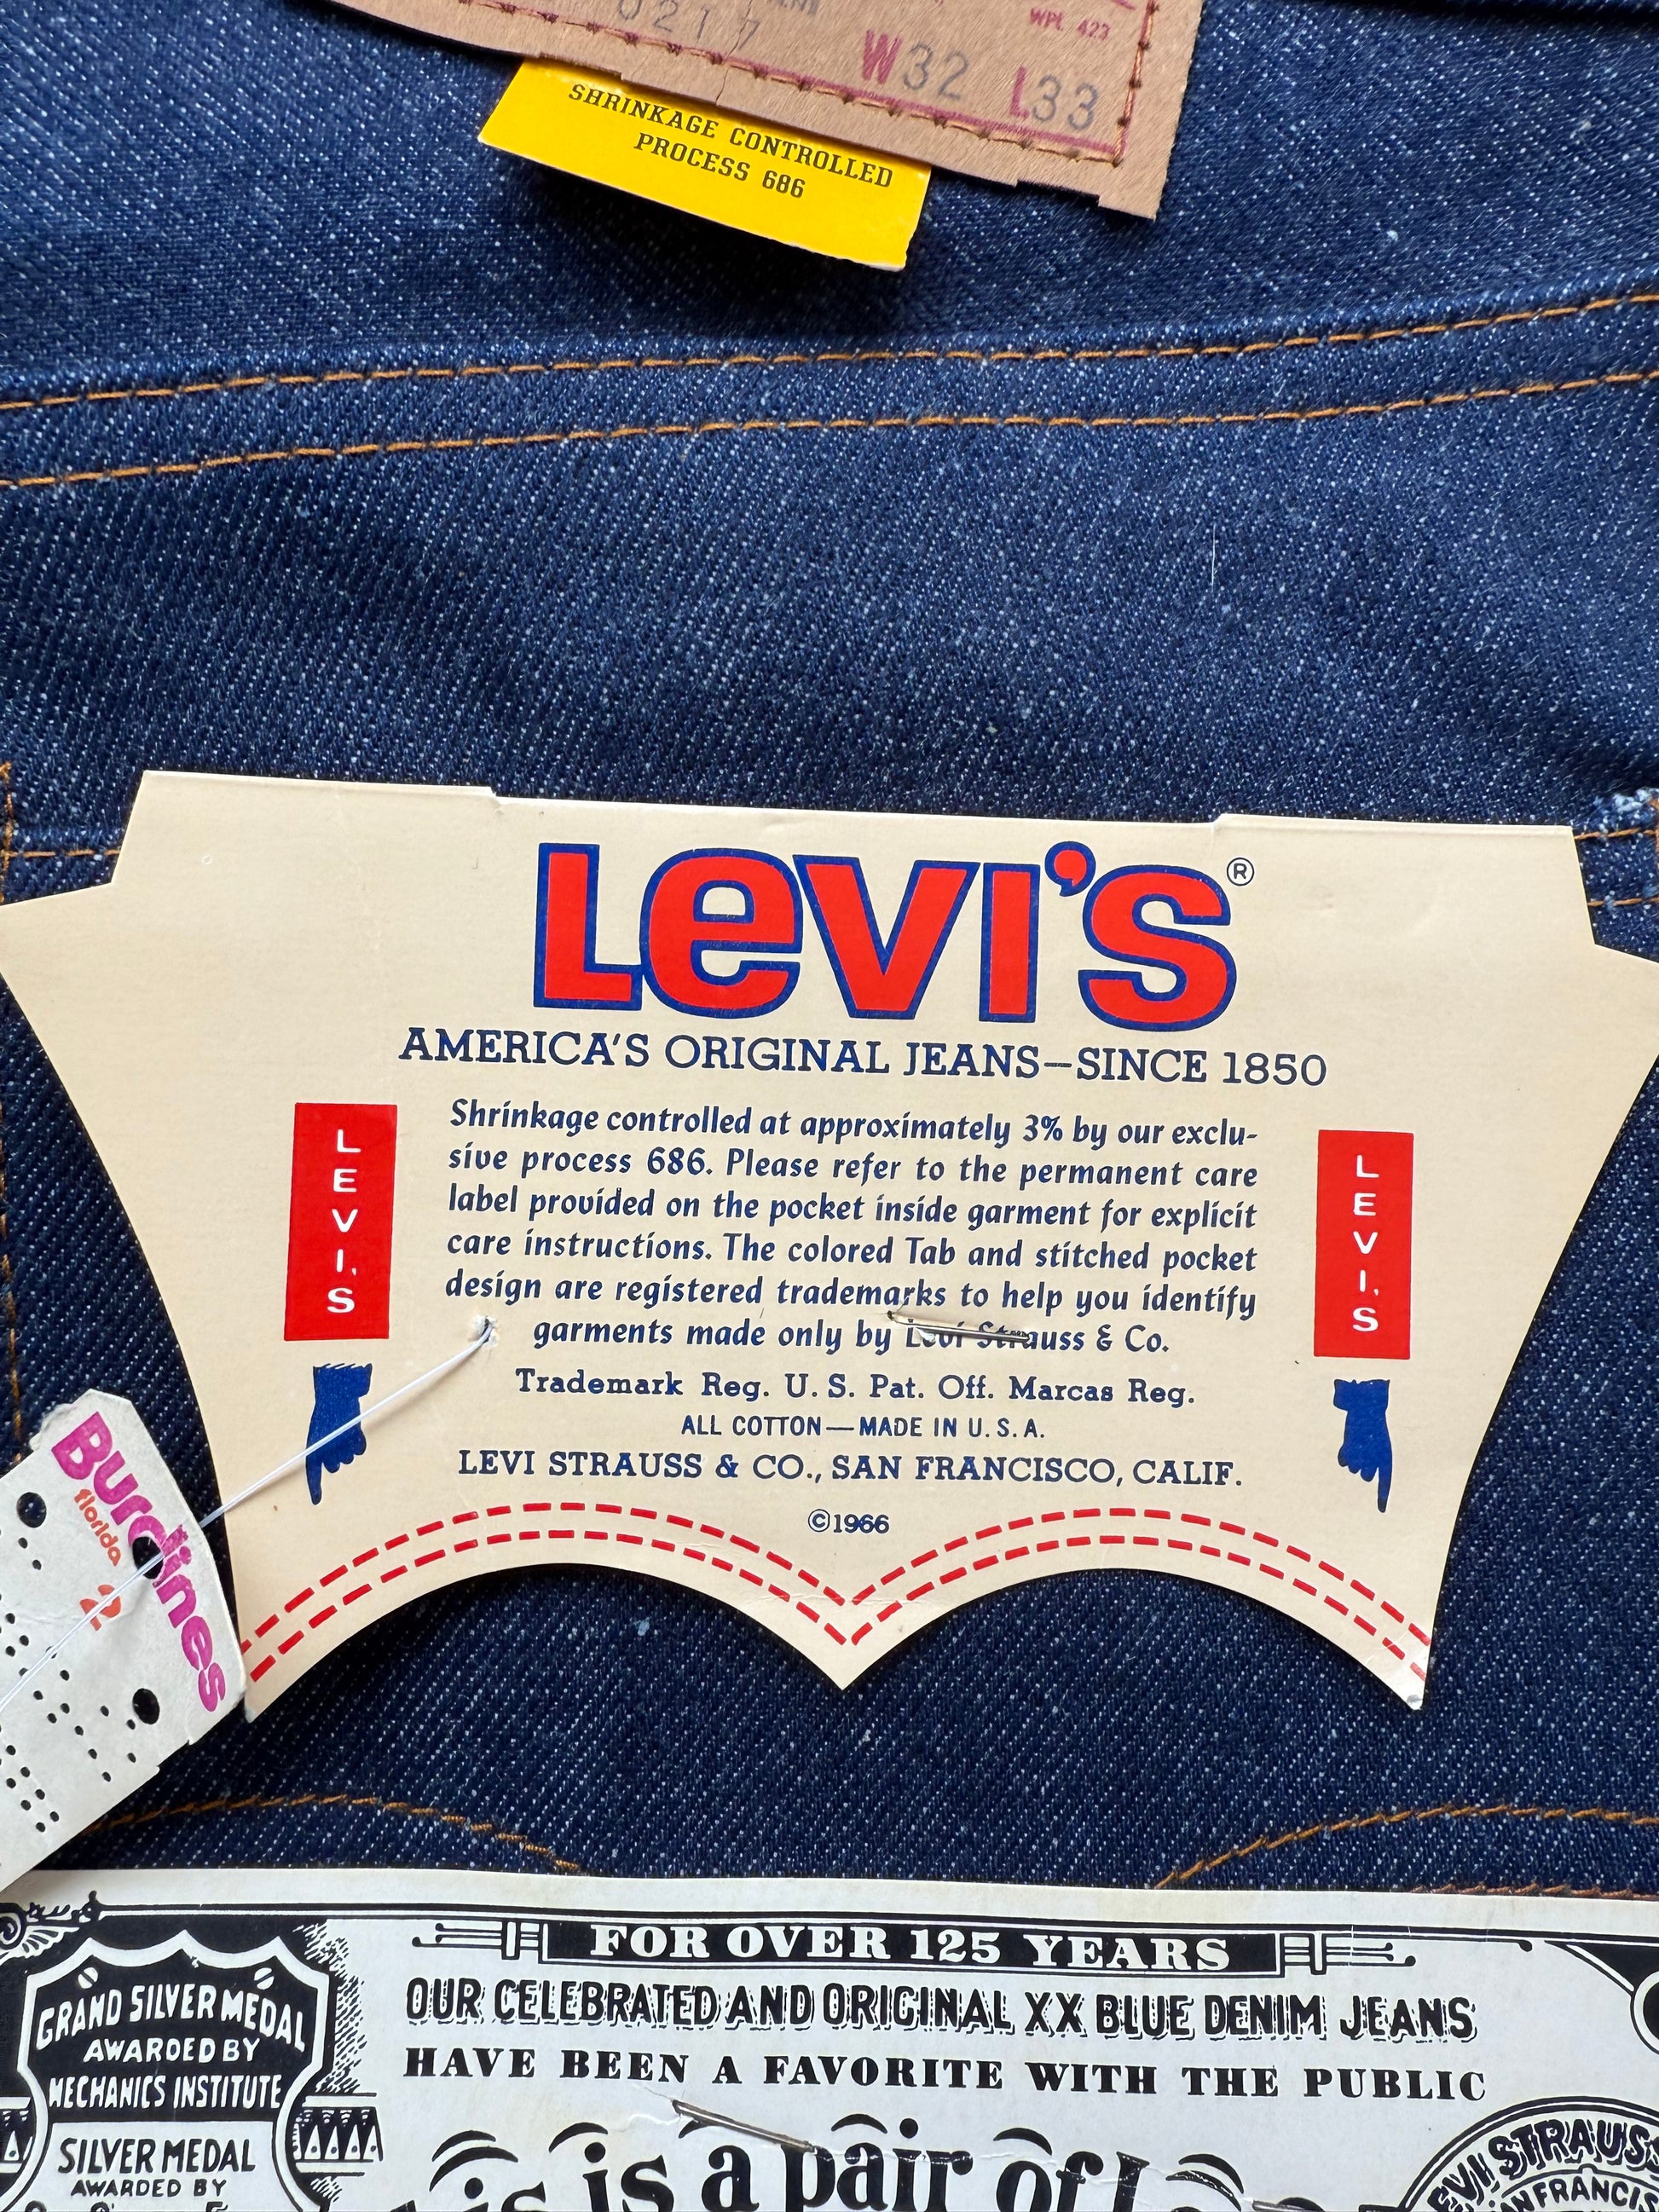 0217
WPL 423
W32 L33
SHRINKAGE CONTROLLED
PROCESS 686
LEVI'S®
AMERICA'S ORIGINAL JEANS—SINCE 1850
Shrinkage controlled at approximately 3% by our exclu-
sive process 686. Please refer to the permanent care
label provided on the pocket inside garment for explicit
care instructions. The colored Tab and stitched pocket
design are registered trademarks to help you identify
garments made only by Levi Strauss & Co.
Trademark Reg. U. S. Pat. Off. Marcas Reg.
ALL COTTON—MADE IN U. S. A.
LEVI STRAUSS & CO., SAN FRANCISCO, CALIF.
©1966
LEVI'S
LEVI'S
Burdines
florida
2
FOR OVER 125 YEARS
OUR CELEBRATED AND ORIGINAL XX BLUE DENIM JEANS
HAVE BEEN A FAVORITE WITH THE PUBLIC
is a pair of
GRAND SILVER MEDAL
AWARDED BY
MECHANICS INSTITUTE
SILVER MEDAL
AWARDED BY
LEVI STRAUSS